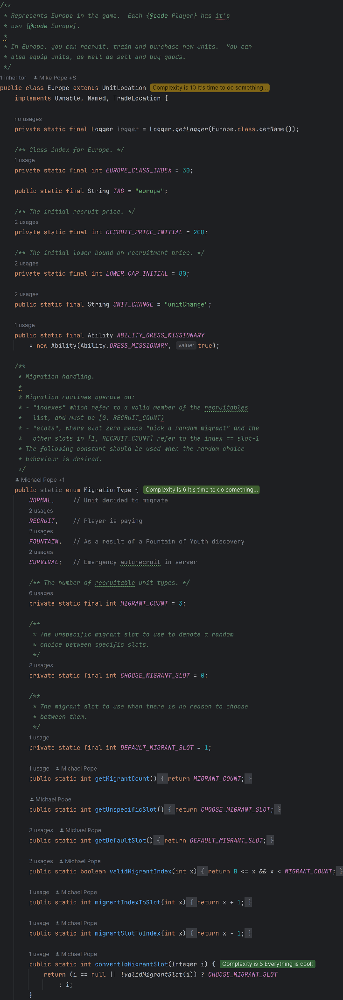 /**
* Represents Europe in the game.  Each {@code Player} has it's
* own {@code Europe}.
*
* In Europe, you can recruit, train and purchase new units.  You can
* also equip units, as well as sell and buy goods.
*/
1 inheritor Mike Pope +8
public class Europe extends UnitLocation Complexity is 10 It's time to do something...
implements Ownable, Named, TradeLocation {
no usages
private static final Logger logger = Logger.getLogger(Europe.class.getName());
/** Class index for Europe. */
1 usage
private static final int EUROPE_CLASS_INDEX = 30;
public static final String TAG = "europe";
/** The initial recruit price. */
2 usages
private static final int RECRUIT_PRICE_INITIAL = 200;
/** The initial lower bound on recruitment price. */
2 usages
private static final int LOWER_CAP_INITIAL = 80;
2 usages
public static final String UNIT_CHANGE = "unitChange";
1 usage
public static final Ability ABILITY_DRESS_MISSIONARY
= new Ability(Ability.DRESS_MISSIONARY, value: true);
/**
* Migration handling.
*
* Migration routines operate on:
* - "indexes" which refer to a valid member of the recruitables
*   list, and must be [0, RECRUIT_COUNT)
* - "slots", where slot zero means "pick a random migrant" and the
*   other slots in [1, RECRUIT_COUNT] refer to the index == slot-1
* The following constant should be used when the random choice
* behaviour is desired.
*/
Michael Pope +1
public static enum MigrationType { Complexity is 6 It's time to do something...
NORMAL,     // Unit decided to migrate
2 usages
RECRUIT,    // Player is paying
2 usages
FOUNTAIN,   // As a result of a Fountain of Youth discovery
2 usages
SURVIVAL;   // Emergency autorecruit in server
/** The number of recruitable unit types. */
6 usages
private static final int MIGRANT_COUNT = 3;
/**
* The unspecific migrant slot to use to denote a random
* choice between specific slots.
*/
3 usages
private static final int CHOOSE_MIGRANT_SLOT = 0;
/**
* The migrant slot to use when there is no reason to choose
* between them.
*/
1 usage
private static final int DEFAULT_MIGRANT_SLOT = 1;
1 usage Michael Pope
public static int getMigrantCount() { return MIGRANT_COUNT; }
Michael Pope
public static int getUnspecificSlot() { return CHOOSE_MIGRANT_SLOT; }
3 usages Michael Pope
public static int getDefaultSlot() { return DEFAULT_MIGRANT_SLOT; }
2 usages Michael Pope
public static boolean validMigrantIndex(int x) { return 0 <= x && x < MIGRANT_COUNT; }
1 usage Michael Pope
public static int migrantIndexToSlot(int x) { return x + 1; }
1 usage Michael Pope
public static int migrantSlotToIndex(int x) { return x - 1; }
1 usage Michael Pope
public static int convertToMigrantSlot(Integer i) { Complexity is 5 Everything is cool!
return (i == null || !validMigrantSlot(i)) ? CHOOSE_MIGRANT_SLOT
: i;
}